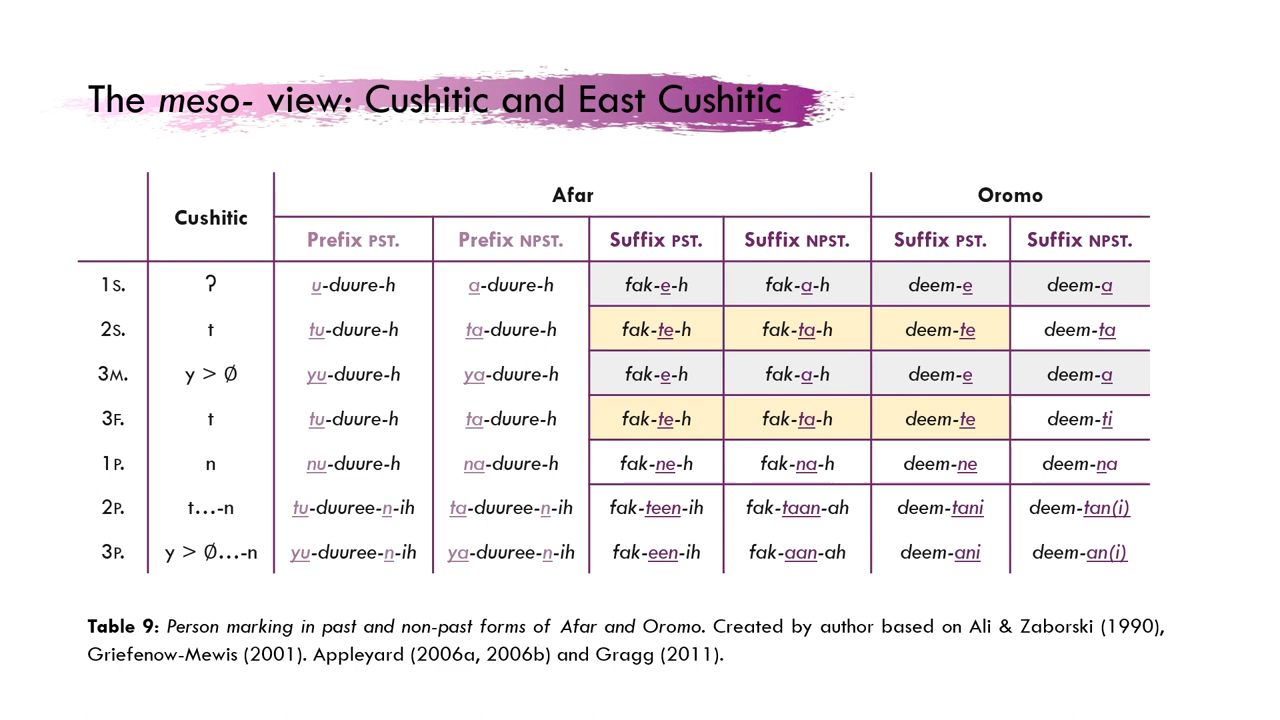 The meso- view: Cushitic and East Cushitic
Cushitic Afar Oromo
Prefix PST. Prefix NPST. Suffix PST. Suffix NPST. Suffix PST. Suffix NPST.
1S. ʔ u-duure-h a-duure-h fak-e-h fak-a-h deem-e deem-a
2S. t tu-duure-h ta-duure-h fak-te-h fak-ta-h deem-te deem-ta
3M. y > Ø yu-duure-h ya-duure-h fak-e-h fak-a-h deem-e deem-a
3F. t tu-duure-h ta-duure-h fak-te-h fak-ta-h deem-te deem-ti
1P. n nu-duure-h na-duure-h fak-ne-h fak-na-h deem-ne deem-na
2P. t…-n tu-duuree-n-ih ta-duuree-n-ih fak-teen-ih fak-taan-ah deem-tani deem-tan(i)
3P. y > Ø…-n yu-duuree-n-ih ya-duuree-n-ih fak-een-ih fak-aan-ah deem-ani deem-an(i)
Table 9: Person marking in past and non-past forms of Afar and Oromo. Created by author based on Ali & Zaborski (1990),
Griefenow-Mewis (2001). Appleyard (2006a, 2006b) and Gragg (2011).